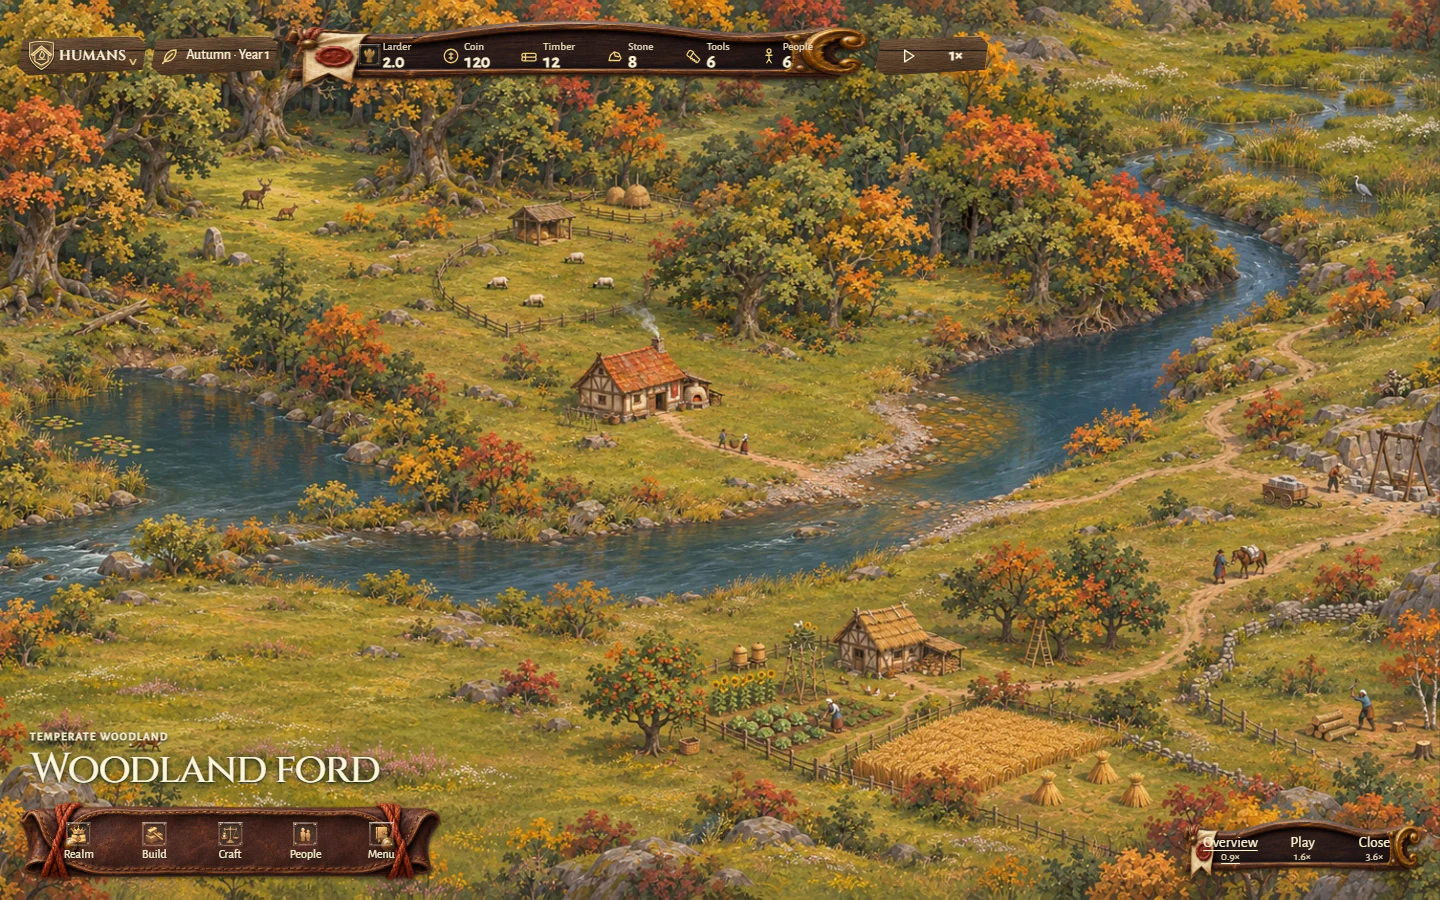 HUMANS
Autumn · Year 1
Larder
2.0
Coin
120
Timber
12
Stone
8
Tools
6
People
6
1×
TEMPERATE WOODLAND
WOODLAND FORD
Realm
Build
Craft
People
Menu
Overview
0.9×
Play
1.6×
Close
3.6×